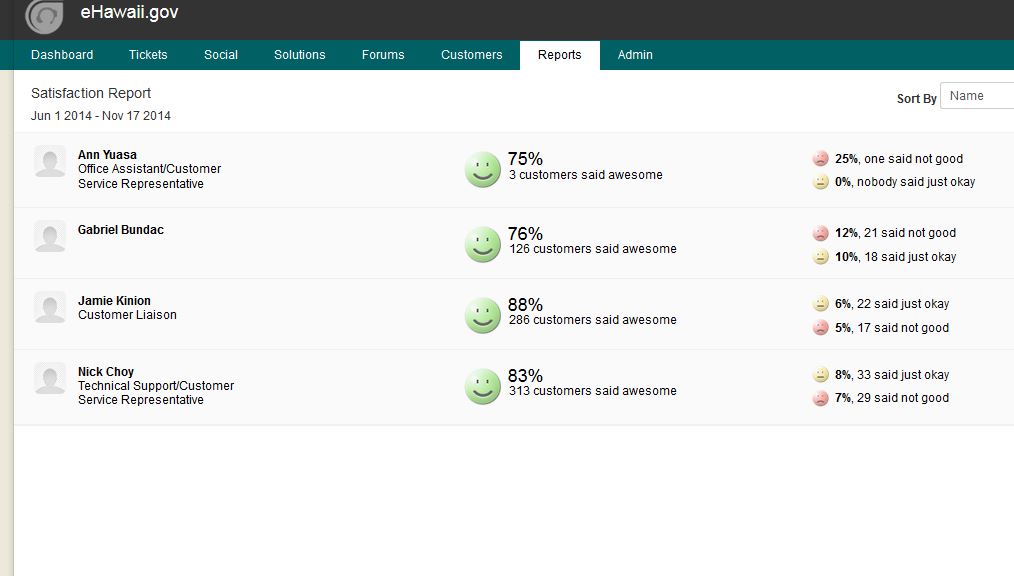 eHawaii.gov
Dashboard Tickets Social Solutions Forums Customers Reports Admin
Satisfaction Report
Sort By Name
Jun 1 2014 - Nov 17 2014
Ann Yuasa
Office Assistant/Customer
Service Representative
75%
3 customers said awesome
25%, one said not good
0%, nobody said just okay
Gabriel Bundac
76%
126 customers said awesome
12%, 21 said not good
10%, 18 said just okay
Jamie Kinion
Customer Liaison
88%
286 customers said awesome
6%, 22 said just okay
5%, 17 said not good
Nick Choy
Technical Support/Customer
Service Representative
83%
313 customers said awesome
8%, 33 said just okay
7%, 29 said not good